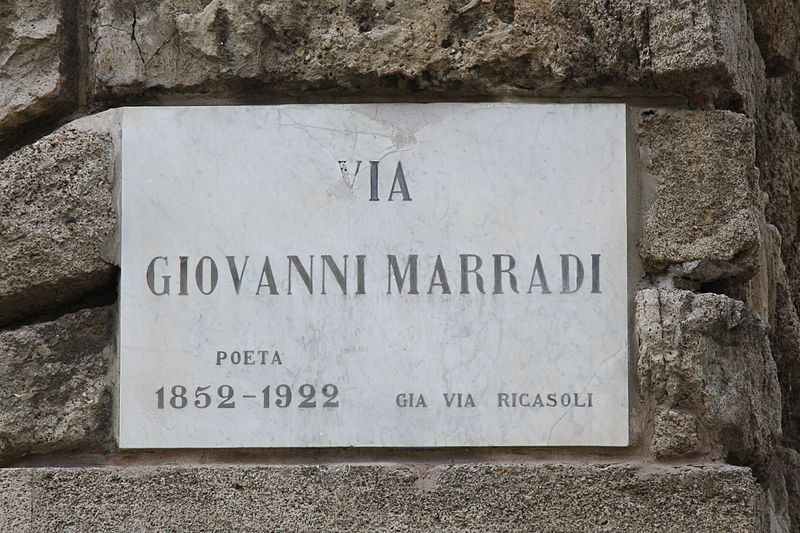 VIA
GIOVANNI MARRADI
POETA
1852-1922 GIA VIA RICASOLI